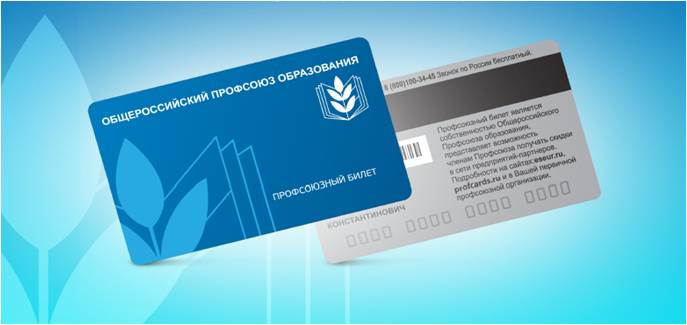 ОБЩЕРОССИЙСКИЙ ПРОФСОЮЗ ОБРАЗОВАНИЯ
ПРОФСОЮЗНЫЙ БИЛЕТ
8 (800)100-34-45 Звонок по России бесплатный.
Профсоюзный билет является
собственностью Общероссийского
Профсоюза образования,
представляет возможность
членам Профсоюза получать скидки
в сети предприятий-партнеров.
Подробности на сайтах:eseur.ru,
profcards.ru и в Вашей первичной
профсоюзной организации.
КОНСТАНТИНОВИЧ